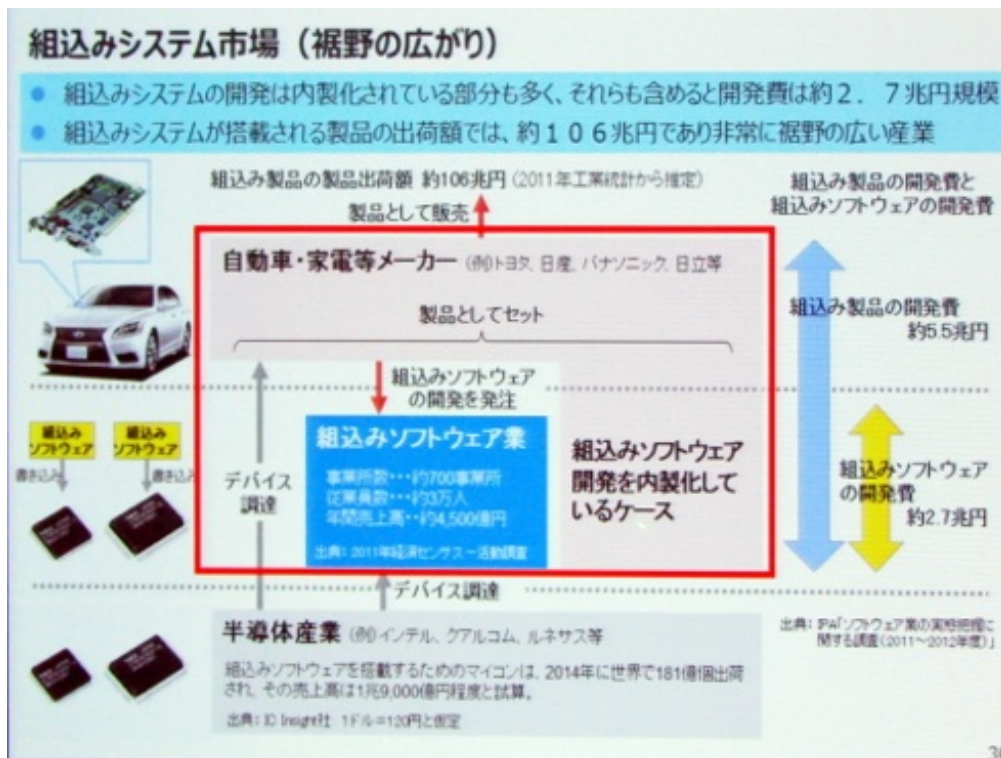 組込みシステム市場（裾野の広がり）
● 組込みシステムの開発は内製化されている部分も多く、それらも含めると開発費は約２．７兆円規模
● 組込みシステムが搭載される製品の出荷額では、約１０６兆円であり非常に裾野の広い産業
組込み製品の製品出荷額 約106兆円（2011年工業統計から推定）
製品として販売
組込み製品の開発費と
組込みソフトウェアの開発費
自動車・家電等メーカー （例）トヨタ、日産、パナソニック、日立等
製品としてセット
組込み製品の開発費
約5.5兆円
組込みソフトウェア
の開発を発注
組込み
ソフトウェア
組込み
ソフトウェア
書き込み
書き込み
デバイス
調達
組込みソフトウェア業
事業所数・・・約700事業所
従業員数・・・約3万人
年間売上高・・約4,500億円
出典：2011年経済センサス－活動調査
組込みソフトウェア
開発を内製化して
いるケース
組込みソフトウェア
の開発費
約2.7兆円
デバイス調達
半導体産業 （例）インテル、クアルコム、ルネサス等
組込みソフトウェアを搭載するためのマイコンは、2014年に世界で181億個出荷
され、その売上高は1兆9,000億円程度と試算。
出典：IC Insight社 1ドル＝120円と仮定
出典：IPA「ソフトウェア業の実態把握に
関する調査（2011～2012年度）」